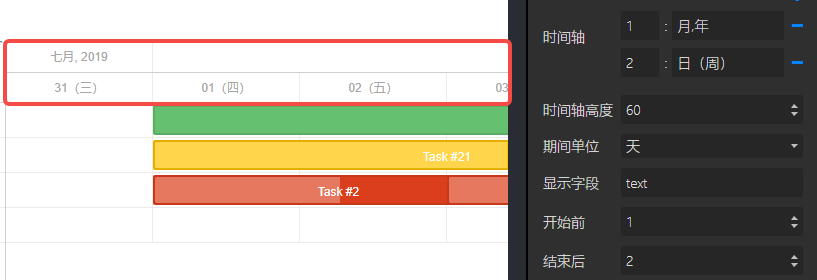 七月, 2019
31（三）
01（四）
02（五）
03
Task #21
Task #2
时间轴
1 : 月,年
2 : 日（周）
时间轴高度 60
期间单位 天
显示字段 text
开始前 1
结束后 2